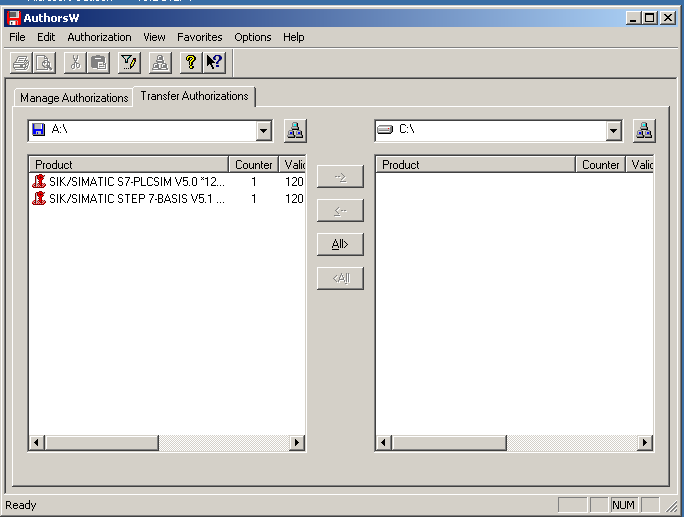 AuthorsW
File Edit Authorization View Favorites Options Help
Manage Authorizations Transfer Authorizations
A:\ C:\
Product Counter Valid Product Counter Valid
SIK/SIMATIC S7-PLCSIM V5.0 *12... 1 120
SIK/SIMATIC STEP 7-BASIS V5.1 ... 1 120
-->
<--
All>
<All
Ready NUM